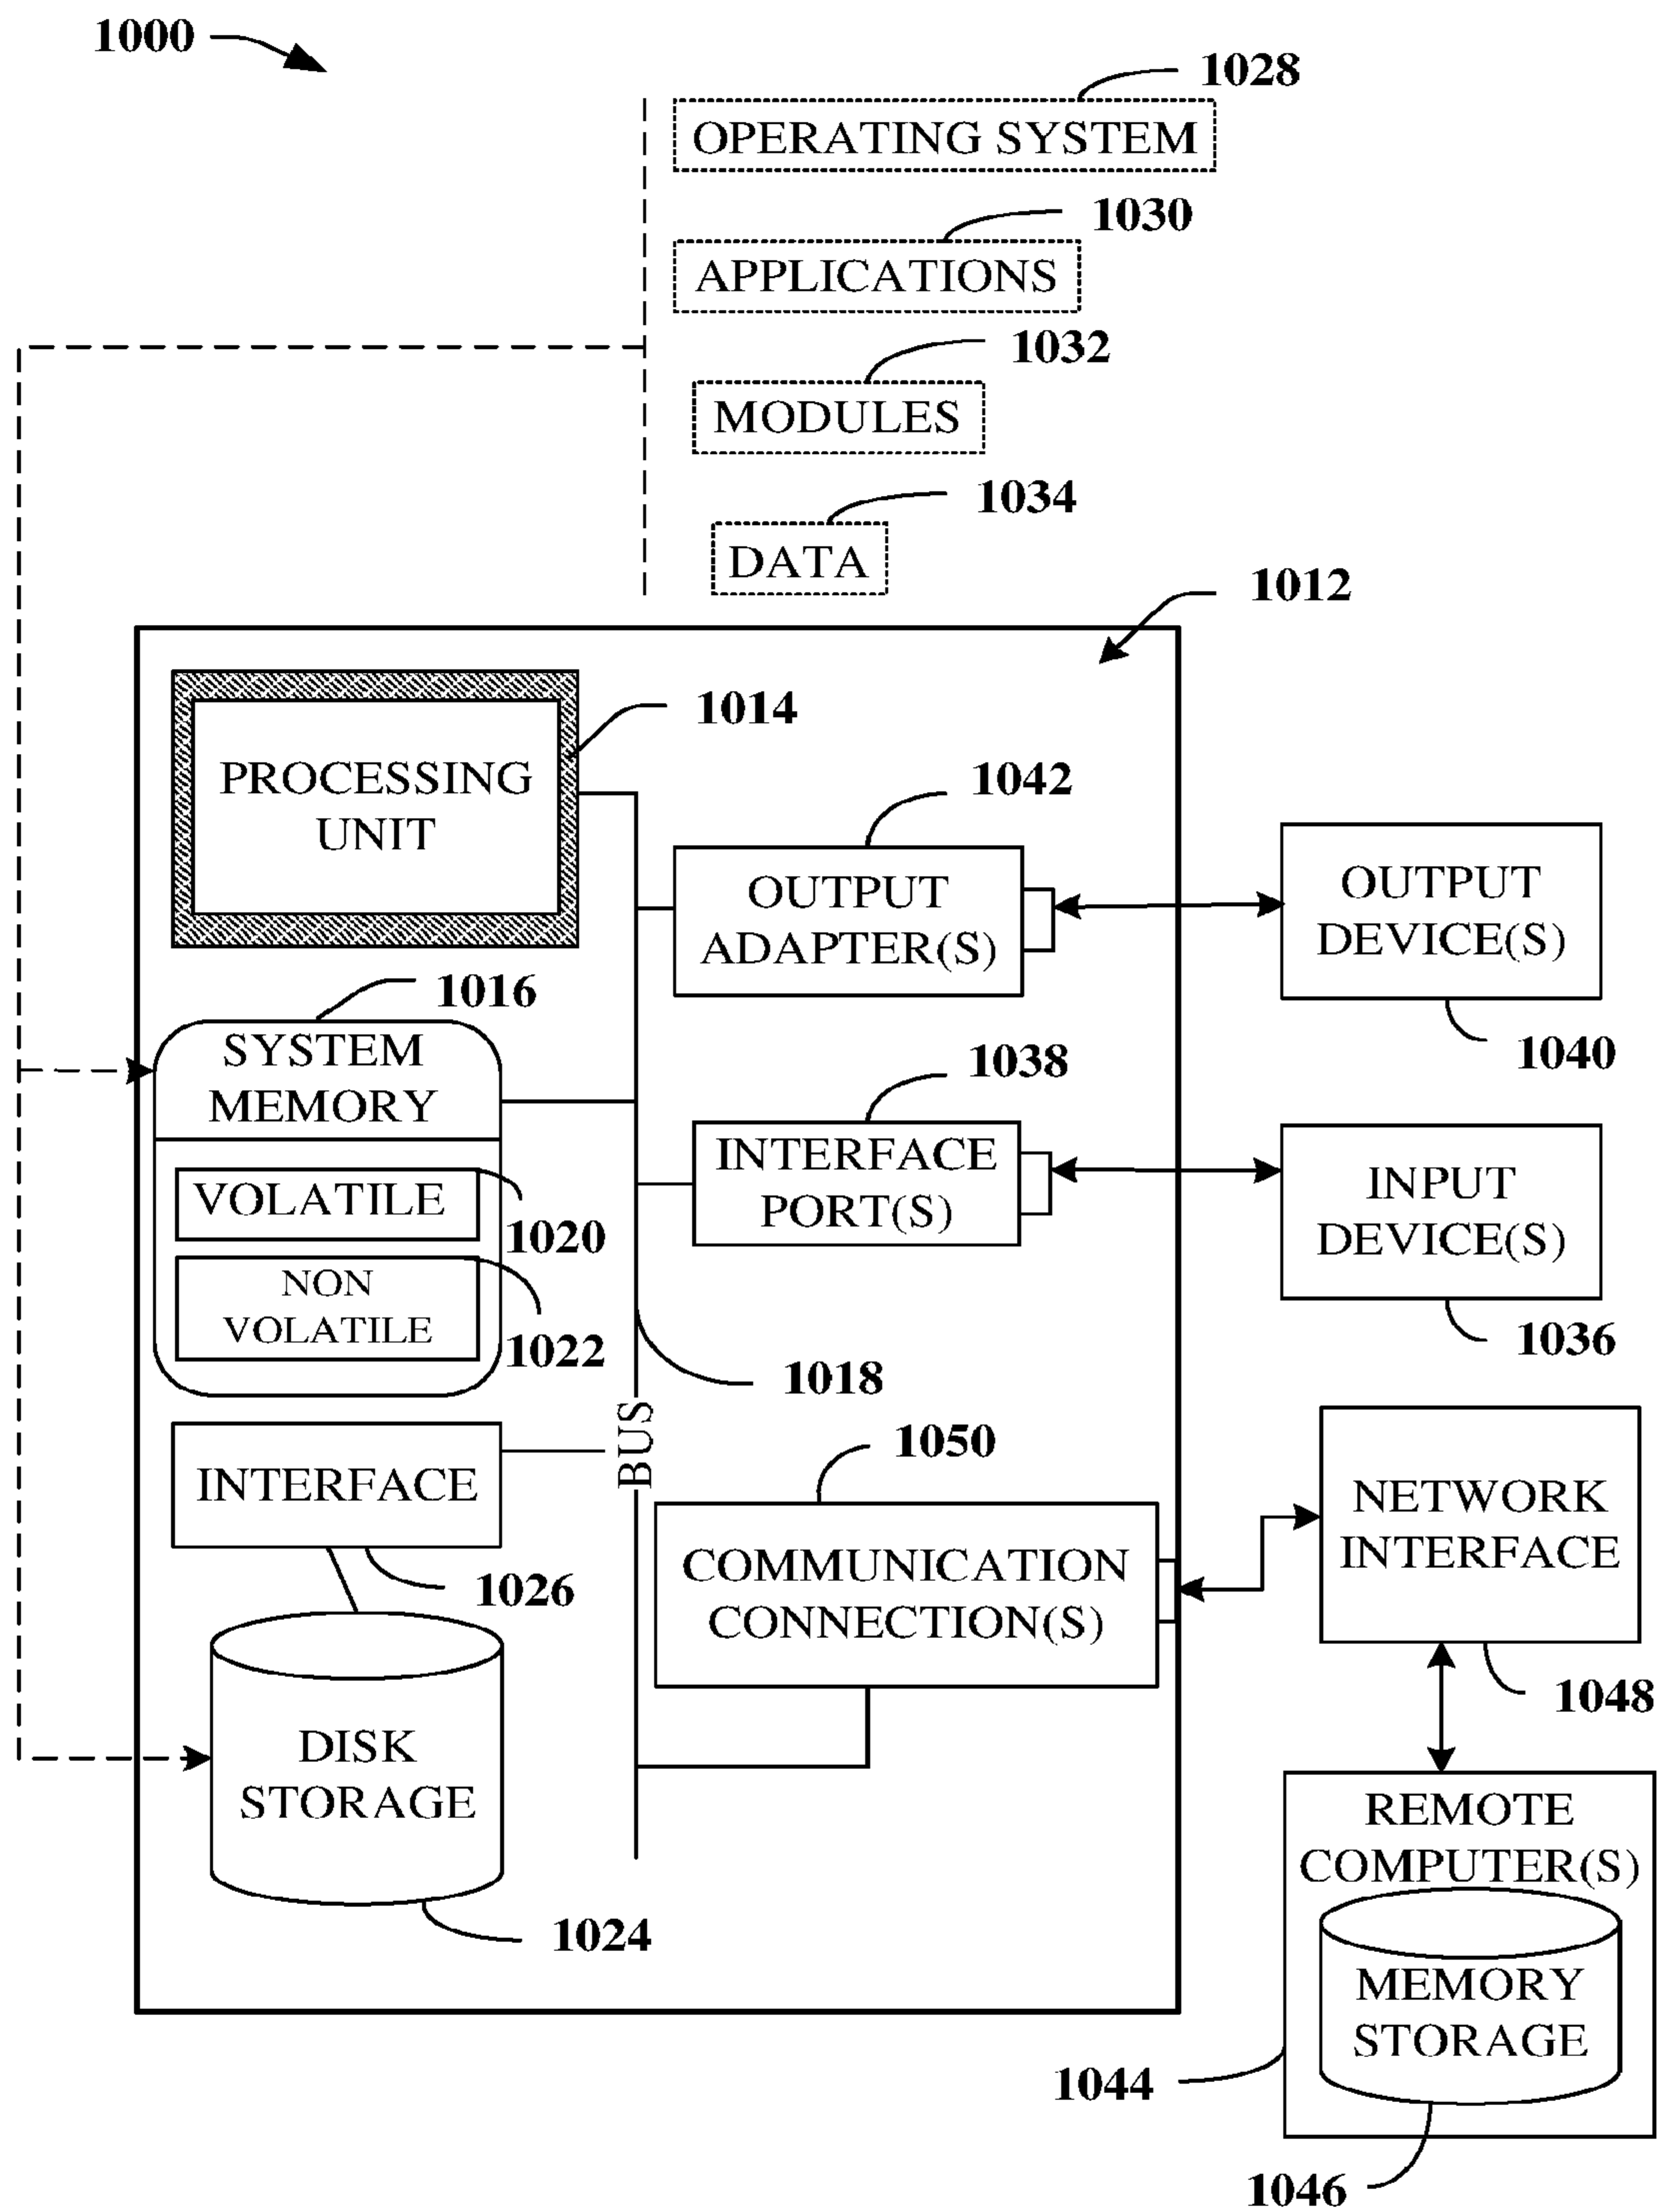 1000
1028
OPERATING SYSTEM
1030
APPLICATIONS
1032
MODULES
1034
DATA
1012
1014
PROCESSING
UNIT
1042
OUTPUT
ADAPTER(S)
OUTPUT
DEVICE(S)
1040
1016
SYSTEM
MEMORY
1038
INTERFACE
PORT(S)
INPUT
DEVICE(S)
1036
VOLATILE
1020
NON
VOLATILE
1022
1018
BUS
INTERFACE
1026
1050
COMMUNICATION
CONNECTION(S)
NETWORK
INTERFACE
1048
DISK
STORAGE
1024
REMOTE
COMPUTER(S)
MEMORY
STORAGE
1044
1046